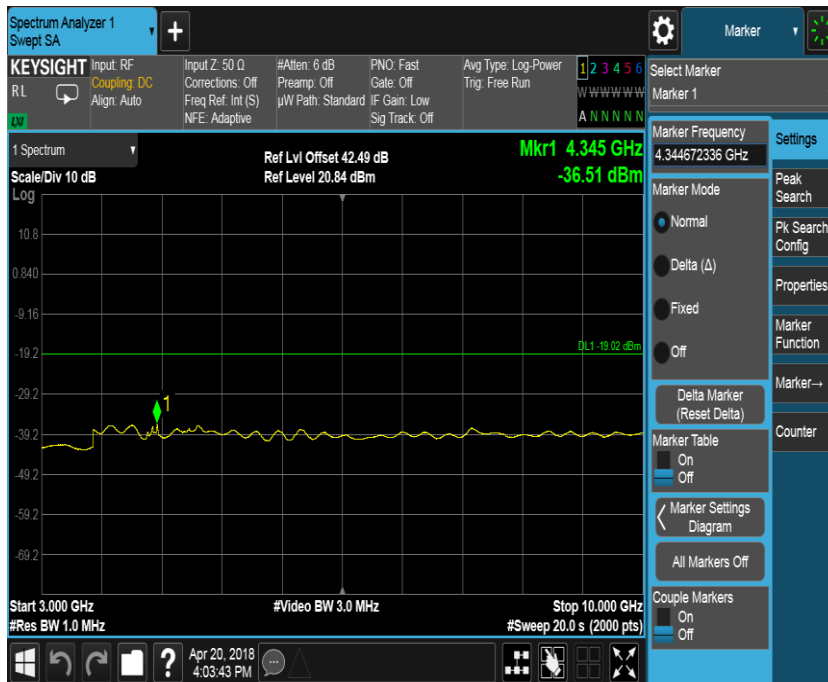 Spectrum Analyzer 1
Swept SA
+
Marker
KEYSIGHT
RL
LXI
Input: RF
Coupling: DC
Align: Auto
Input Z: 50 Ω
Corrections: Off
Freq Ref: Int (S)
NFE: Adaptive
#Atten: 6 dB
Preamp: Off
µW Path: Standard
PNO: Fast
Gate: Off
IF Gain: Low
Sig Track: Off
Avg Type: Log-Power
Trig: Free Run
1 2 3 4 5 6
W W W W W W
A N N N N N
Select Marker
Marker 1
1 Spectrum
Scale/Div 10 dB
Log
Ref Lvl Offset 42.49 dB
Ref Level 20.84 dBm
Mkr1 4.345 GHz
-36.51 dBm
10.8
0.840
-9.16
-19.2
-29.2
-39.2
-49.2
-59.2
-69.2
DL1 -19.02 dBm
1
Start 3.000 GHz
#Res BW 1.0 MHz
#Video BW 3.0 MHz
Stop 10.000 GHz
#Sweep 20.0 s (2000 pts)
Marker Frequency
4.344672336 GHz
Marker Mode
Normal
Delta (Δ)
Fixed
Off
Delta Marker
(Reset Delta)
Marker Table
On
Off
Marker Settings
Diagram
All Markers Off
Couple Markers
On
Off
Settings
Peak
Search
Pk Search
Config
Properties
Marker
Function
Marker→
Counter
?
Apr 20, 2018
4:03:43 PM